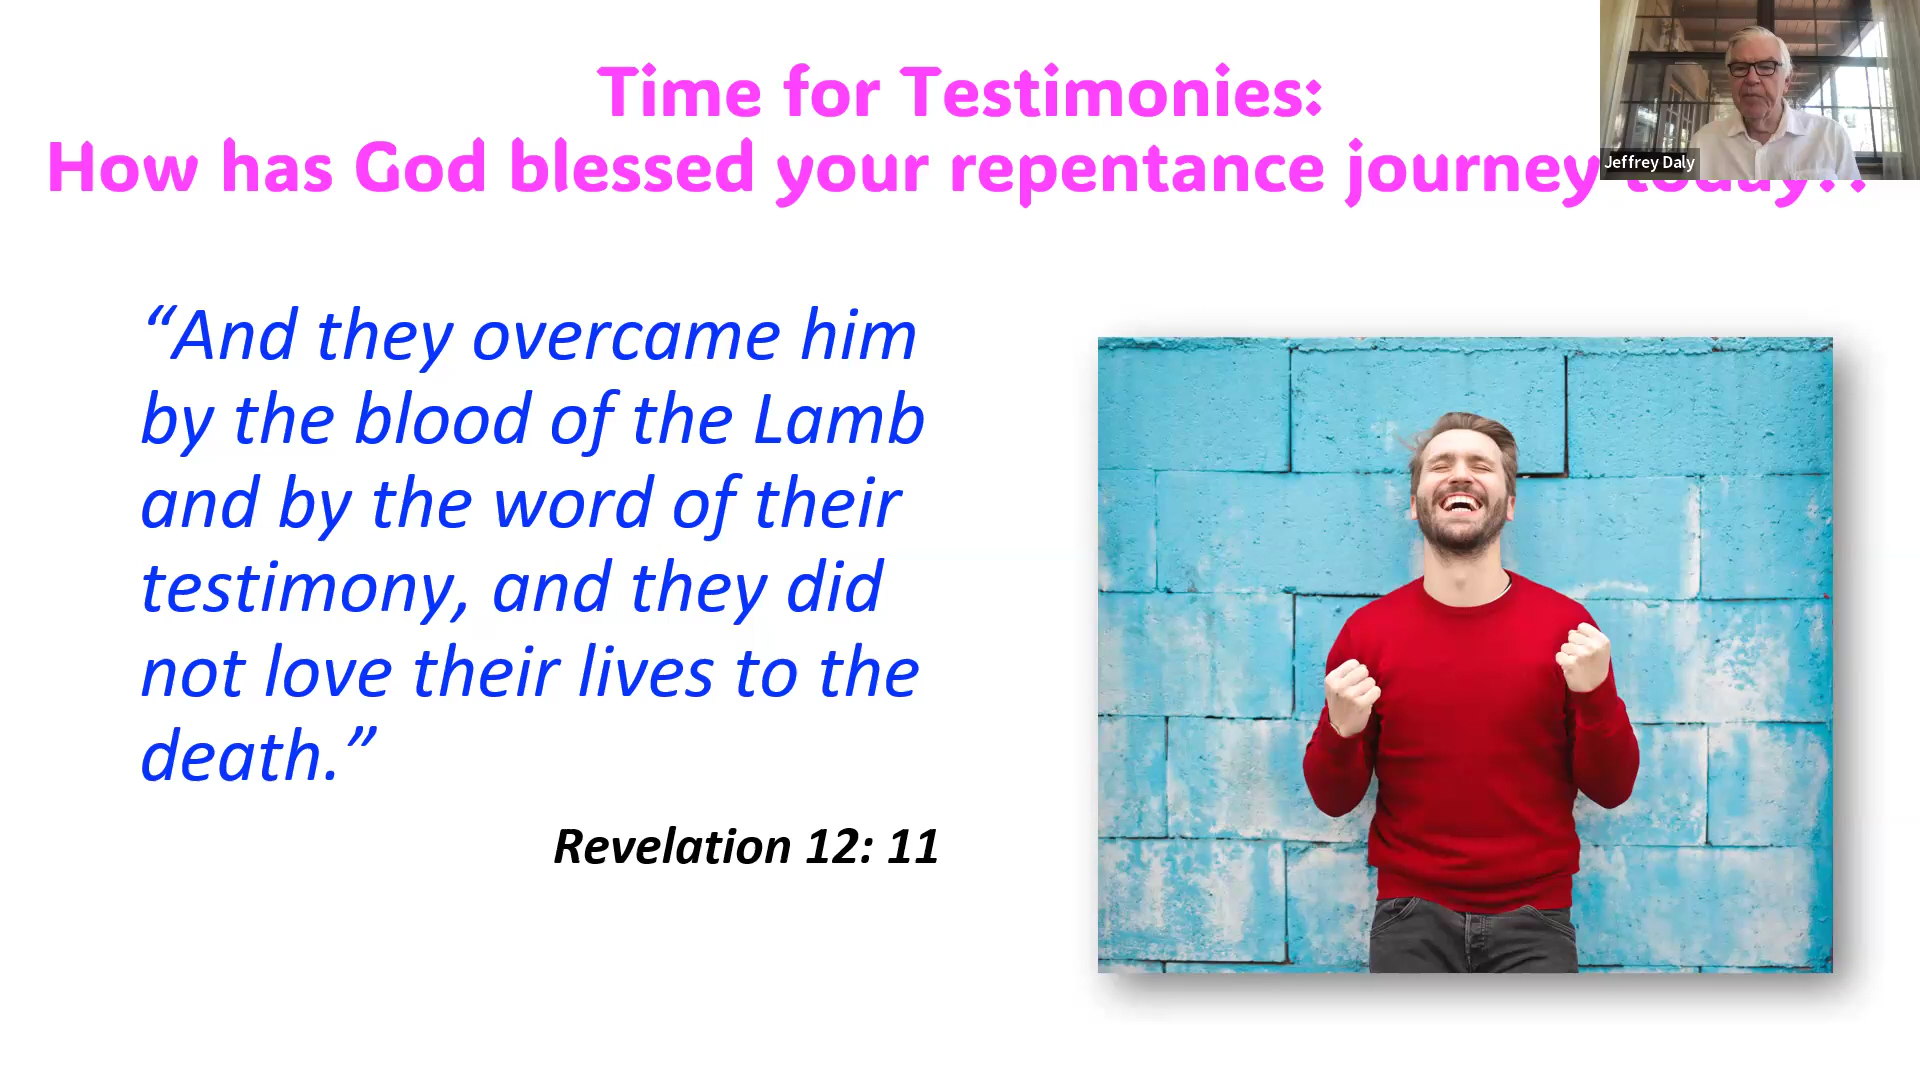 Time for Testimonies:
How has God blessed your repentance journey
Jeffrey Daly
“And they overcame him
by the blood of the Lamb
and by the word of their
testimony, and they did
not love their lives to the
death.”
Revelation 12: 11